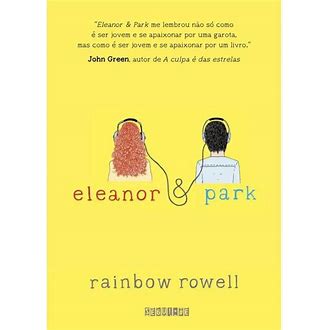 “Eleanor & Park me lembrou não só como
é ser jovem e se apaixonar por uma garota,
mas como é ser jovem e se apaixonar por um livro.”
John Green, autor de A culpa é das estrelas
eleanor & park
rainbow rowell
SEGUINTE